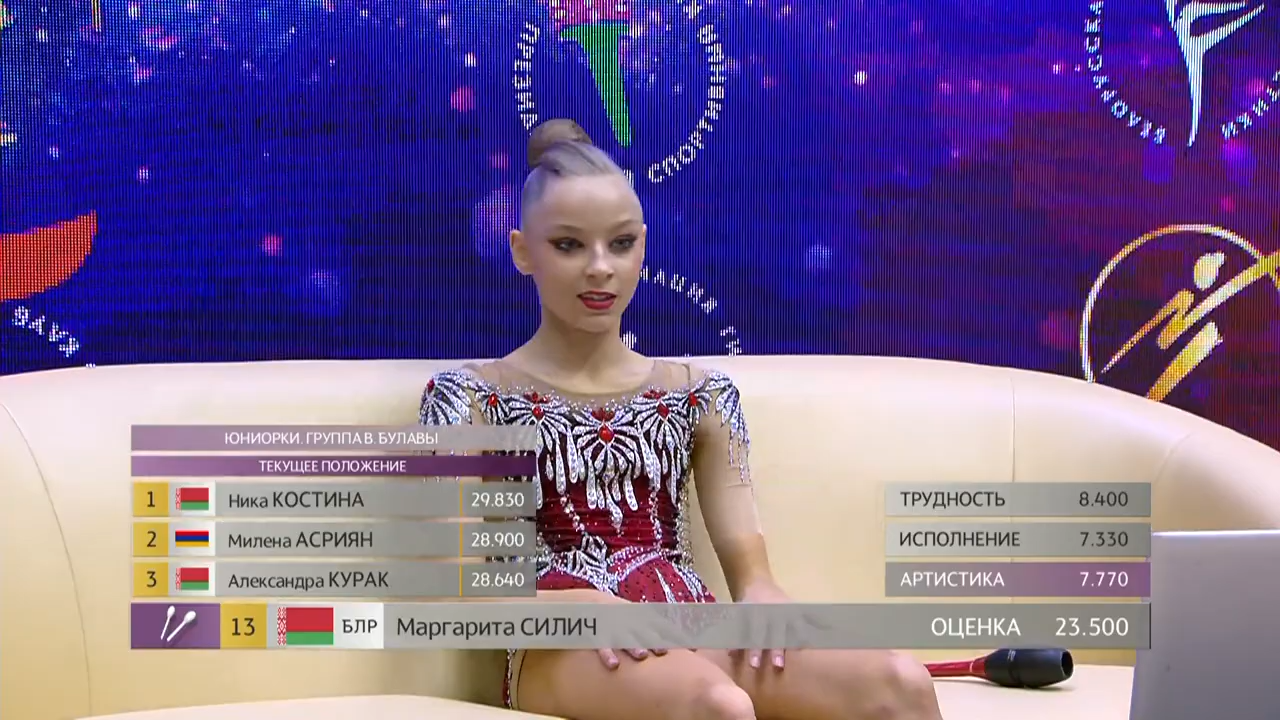 СПОРТ
ЮНИОРКИ. ГРУППА В. БУЛАВЫ
ТЕКУЩЕЕ ПОЛОЖЕНИЕ
1 Ника КОСТИНА 29.830
2 Милена АСРИЯН 28.900
3 Александра КУРАК 28.640
ТРУДНОСТЬ 8.400
ИСПОЛНЕНИЕ 7.330
АРТИСТИКА 7.770
13 БЛР Маргарита СИЛИЧ ОЦЕНКА 23.500